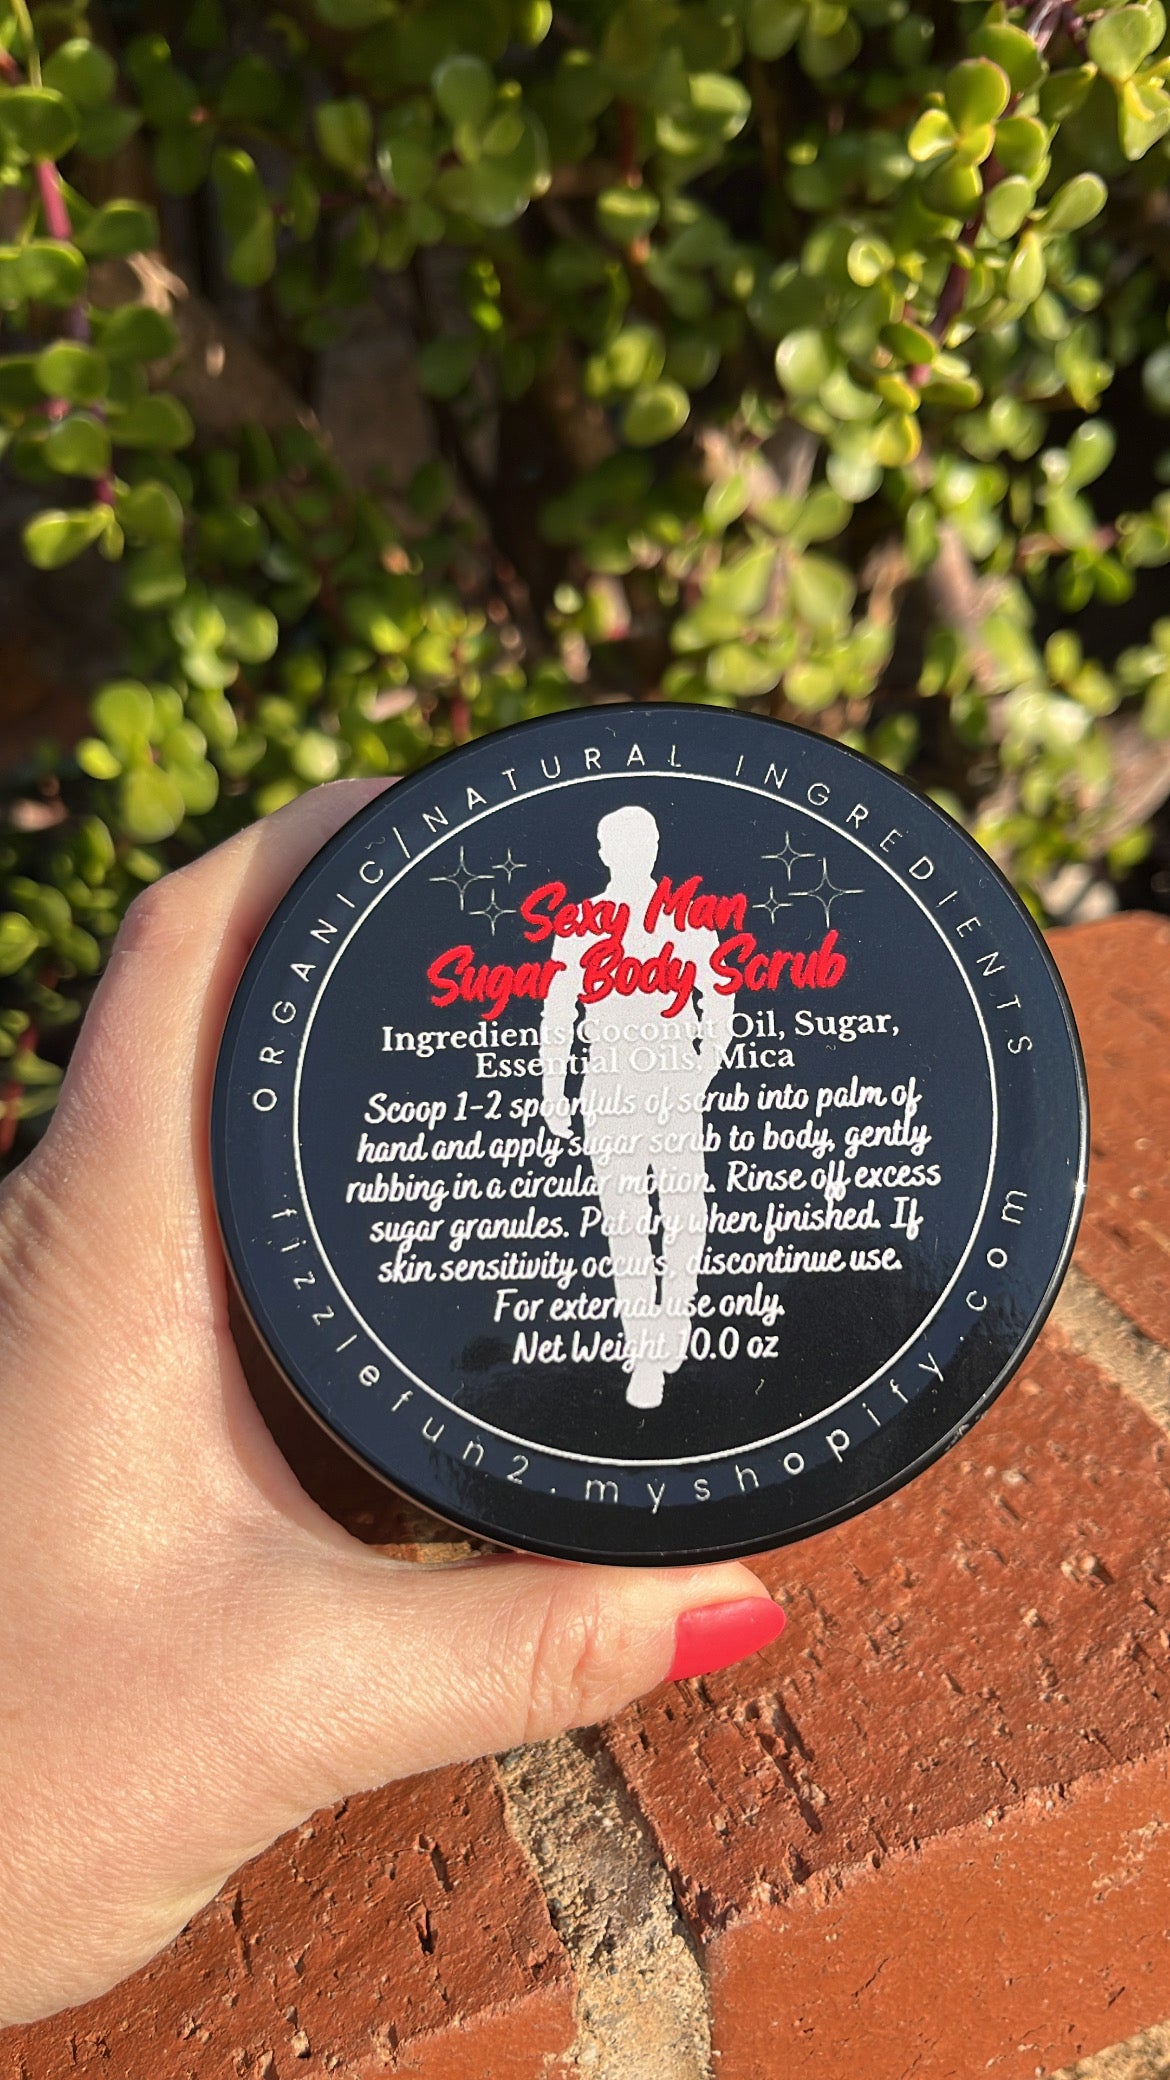 ORGANIC/NATURAL INGREDIENTS
Sexy Man
Sugar Body Scrub
Ingredients Coconut Oil, Sugar,
Essential Oils, Mica
Scoop 1-2 spoonfuls of scrub into palm of
hand and apply sugar scrub to body, gently
rubbing in a circular motion. Rinse off excess
sugar granules. Pat dry when finished. If
skin sensitivity occurs, discontinue use.
For external use only.
Net Weight 10.0 oz
fizzlefun2.myshopify.com